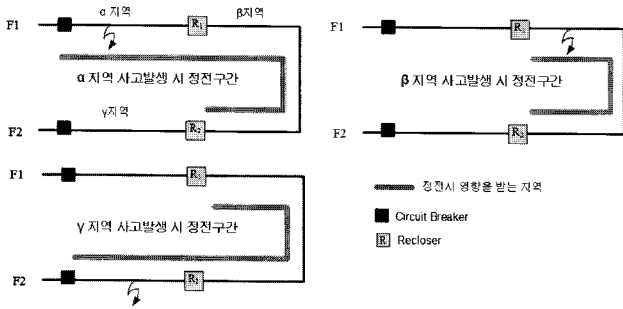 α 지역
β지역
F1
R₁
α 지역 사고발생 시 정전구간
γ지역
F2
R₂
F1
R₁
β 지역 사고발생 시 정전구간
F2
R₂
F1
R₁
γ 지역 사고발생 시 정전구간
F2
R₂
정전시 영향을 받는 지역
Circuit Breaker
R
Recloser